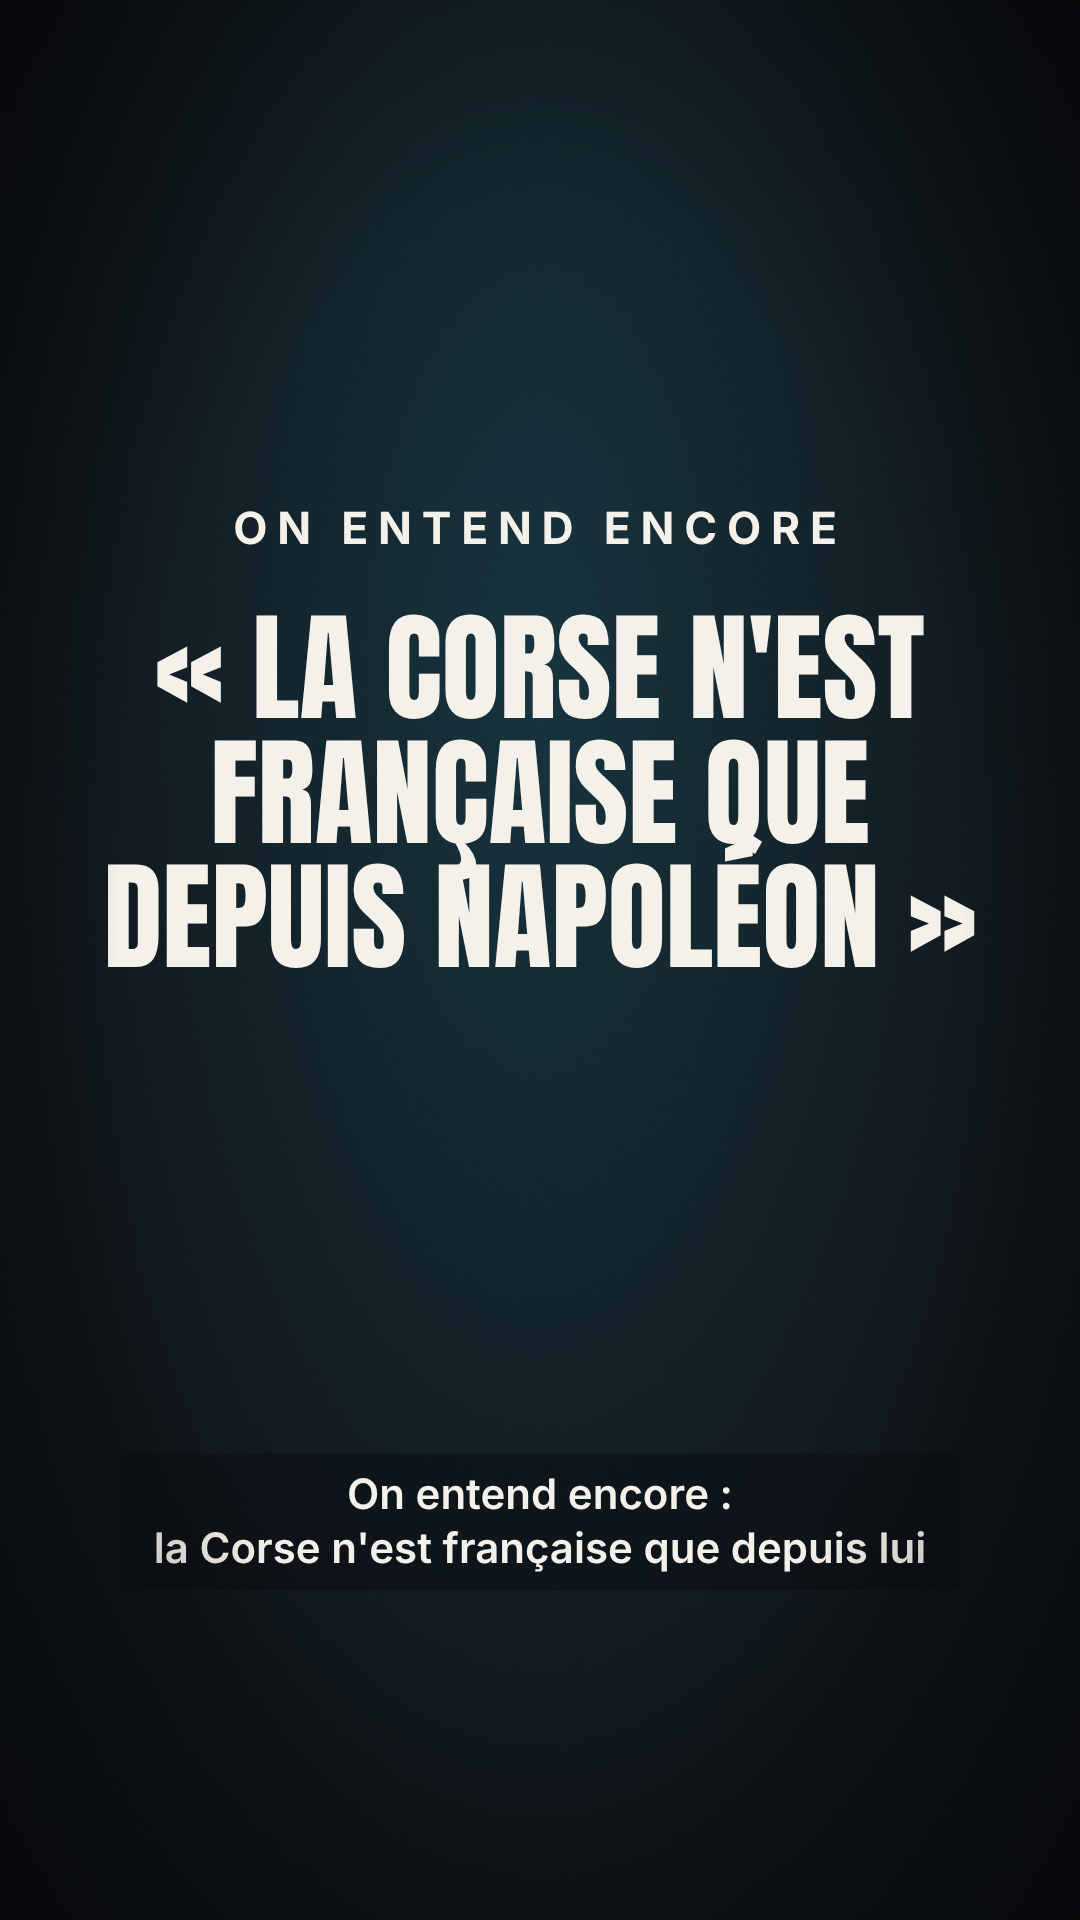 ON ENTEND ENCORE
« LA CORSE N'EST
FRANÇAISE QUE
DEPUIS NAPOLÉON »
On entend encore :
la Corse n'est française que depuis lui